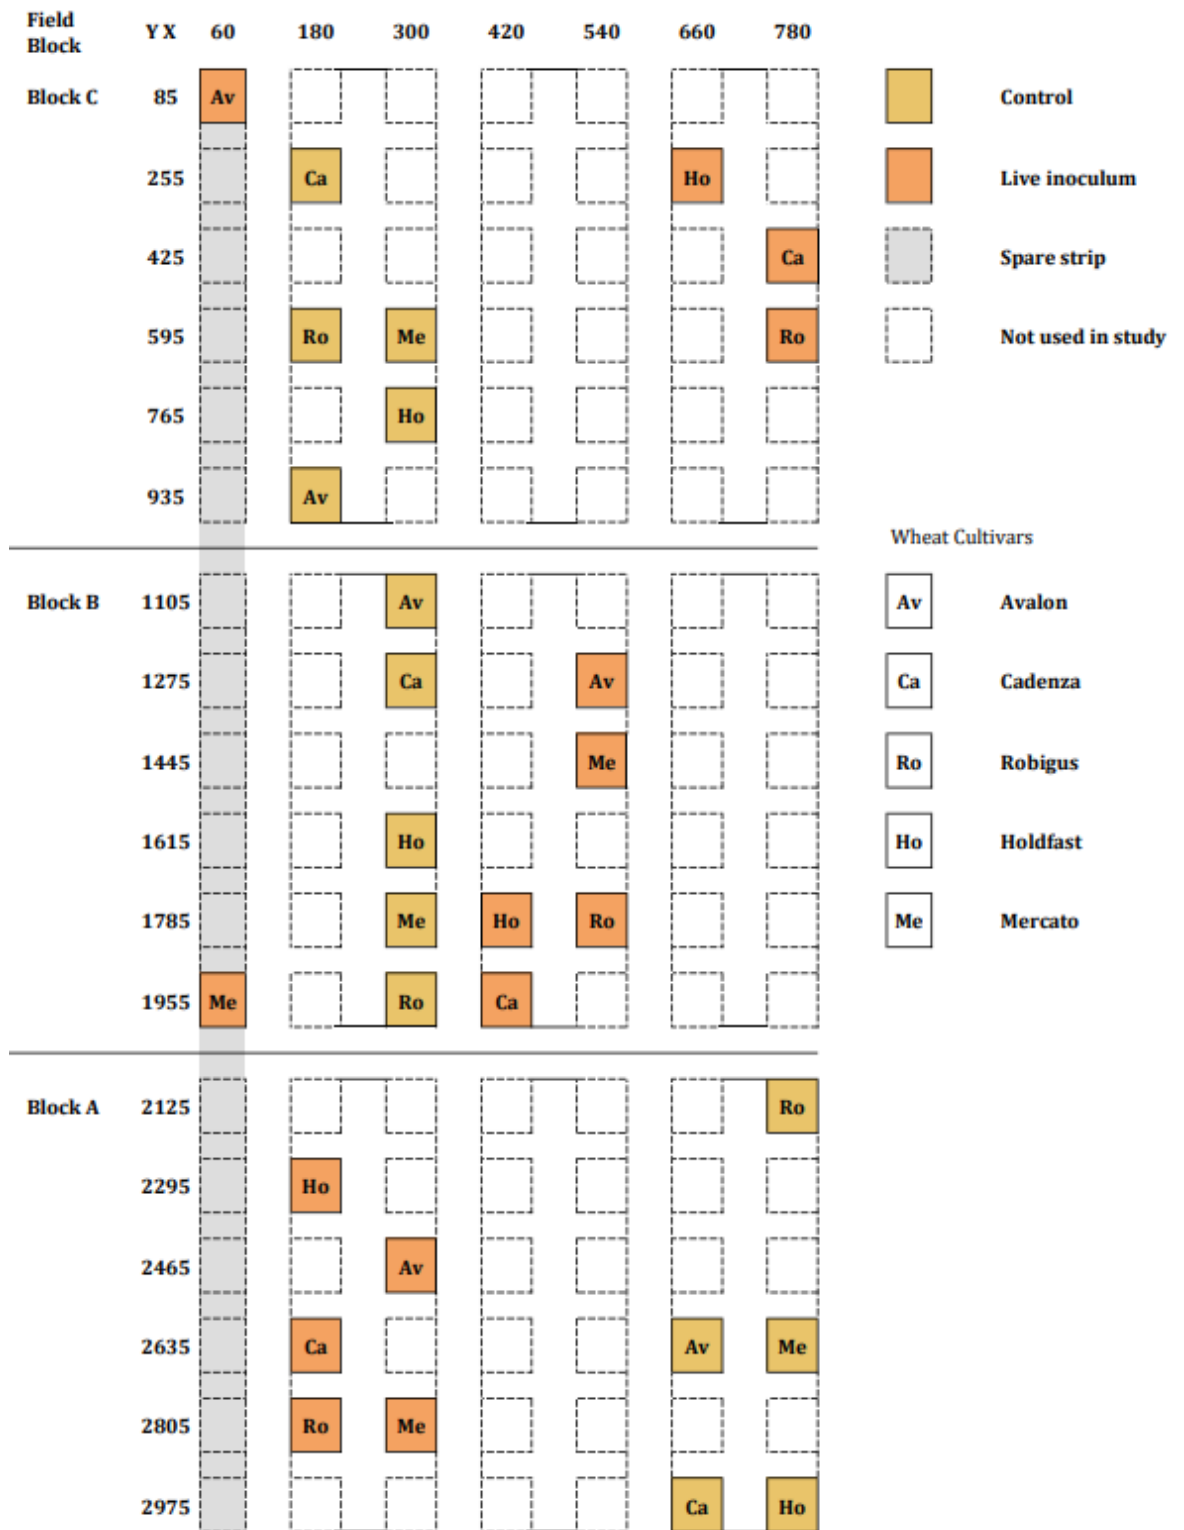 Field Block Y X 60 180 300 420 540 660 780
Block C 85 Av Control
255 Ca Ho Live inoculum
425 Ca Spare strip
595 Ro Me Ro Not used in study
765 Ho
935 Av
Wheat Cultivars
Block B 1105 Av Av Avalon
1275 Ca Av Ca Cadenza
1445 Me Ro Robigus
1615 Ho Ho Holdfast
1785 Me Ho Ro Me Mercato
1955 Me Ro Ca
Block A 2125 Ro
2295 Ho
2465 Av
2635 Ca Av Me
2805 Ro Me
2975 Ca Ho